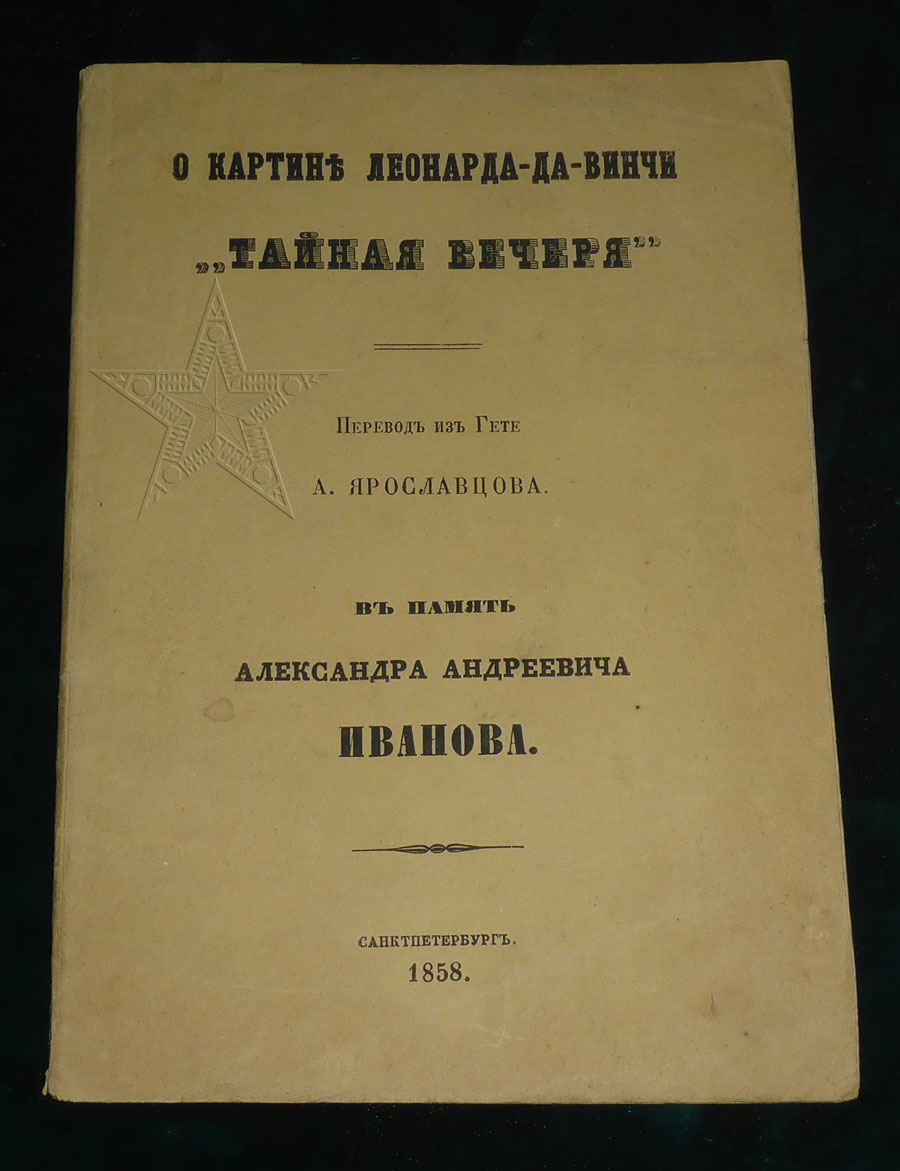 О КАРТИНѢ ЛЕОНАРДА-ДА-ВИНЧИ
„ТАЙНАЯ ВЕЧЕРЯ”
Переводъ изъ Гете
А. ЯРОСЛАВЦОВА.
ВЪ ПАМЯТЬ
АЛЕКСАНДРА АНДРЕЕВИЧА
ИВАНОВА.
САНКТПЕТЕРБУРГЪ.
1858.